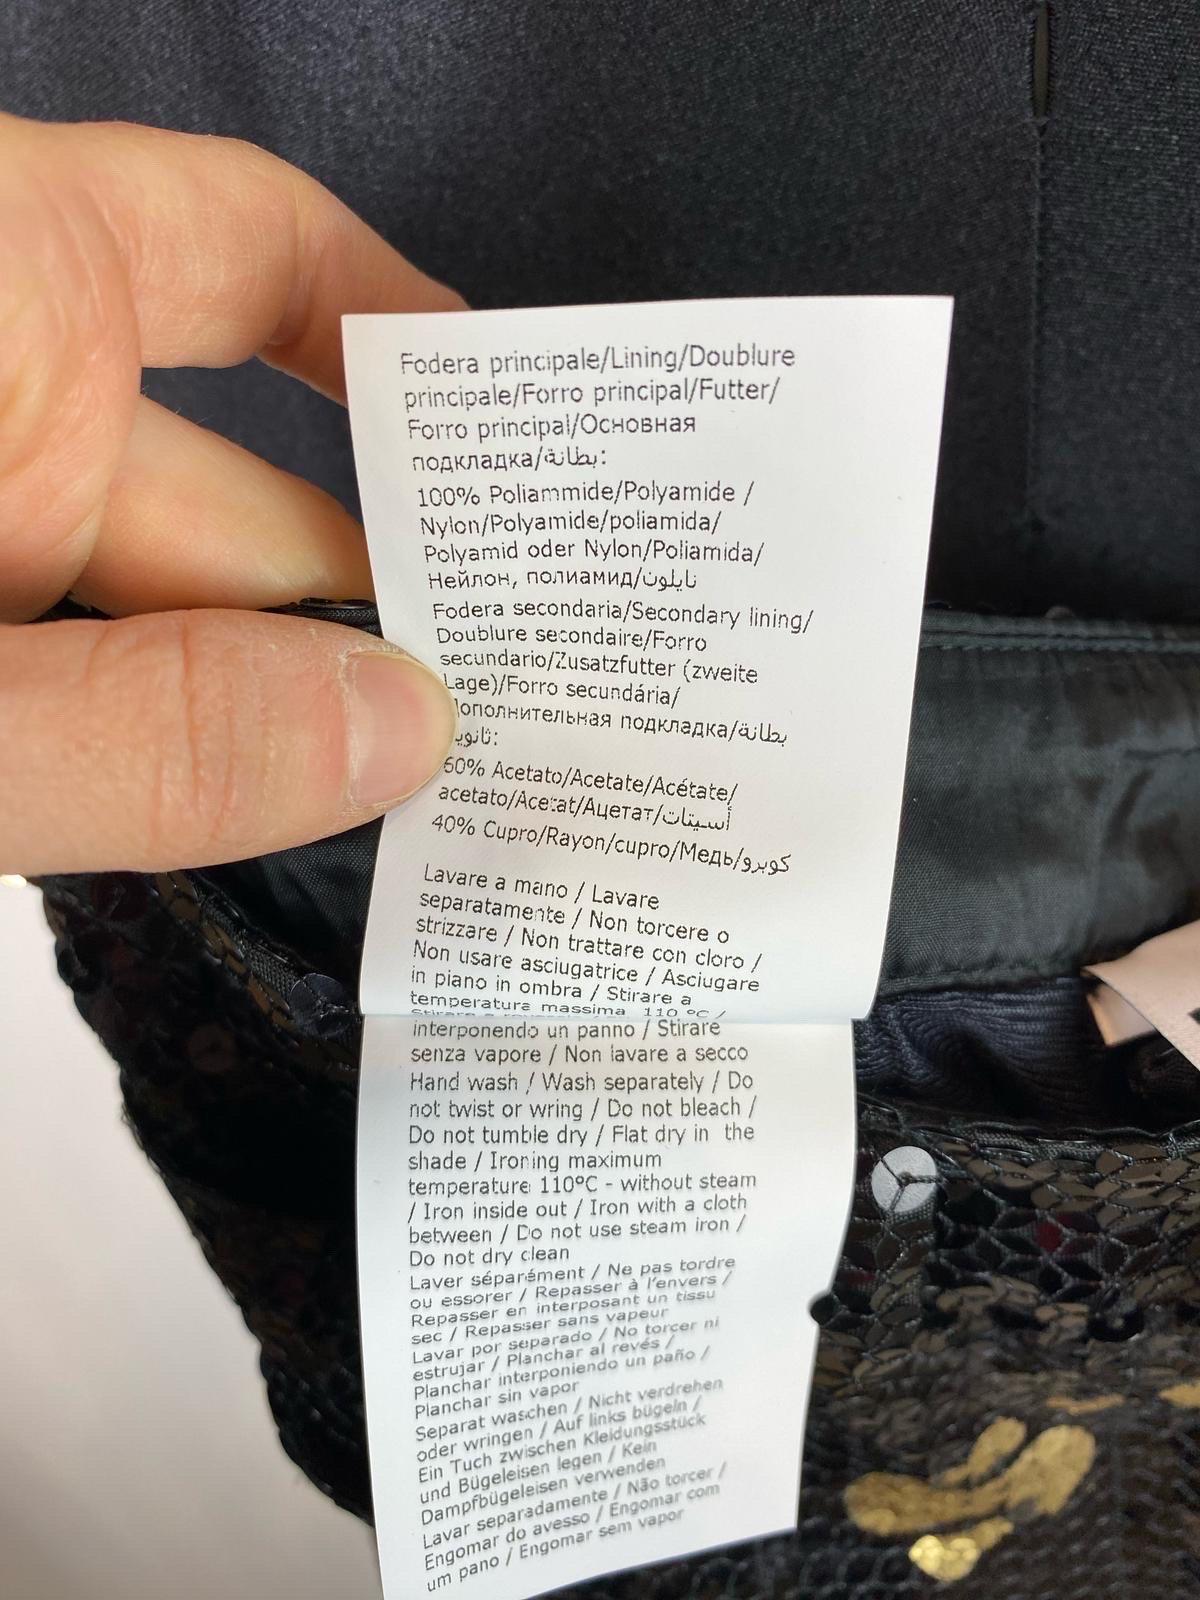 Fodera principale/Lining/Doublure
principale/Forro principal/Futter/
Forro principal/Основная
подкладка/بطانة:
100% Poliammide/Polyamide /
Nylon/Polyamide/poliamida/
Polyamid oder Nylon/Poliamida/
Нейлон, полиамид/نايلون
Fodera secondaria/Secondary lining/
Doublure secondaire/Forro
secundario/Zusatzfutter (zweite
Lage)/Forro secundária/
ополнительная подкладка/بطانة
ثانوية:
60% Acetato/Acetate/Acétate/
acetato/Acetat/Ацетат/أسيتات
40% Cupro/Rayon/cupro/Медь/كوبرو
Lavare a mano / Lavare
separatamente / Non torcere o
strizzare / Non trattare con cloro /
Non usare asciugatrice / Asciugare
in piano in ombra / Stirare a
temperatura massima 110 °C /
interponendo un panno / Stirare
senza vapore / Non lavare a secco
Hand wash / Wash separately / Do
not twist or wring / Do not bleach /
Do not tumble dry / Flat dry in the
shade / Ironing maximum
temperature 110°C - without steam
/ Iron inside out / Iron with a cloth
between / Do not use steam iron /
Do not dry clean
Laver séparément / Ne pas tordre
ou essorer / Repasser à l'envers /
Repasser en interposant un tissu
sec / Repasser sans vapeur
Lavar por separado / No torcer ni
estrujar / Planchar al revés /
Planchar interponiendo un paño /
Planchar sin vapor
Separat waschen / Nicht verdrehen
oder wringen / Auf links bügeln /
Ein Tuch zwischen Kleidungsstück
und Bügeleisen legen / Kein
Dampfbügeleisen verwenden
Lavar separadamente / Não torcer /
Engomar do avesso / Engomar com
um pano / Engomar sem vapor